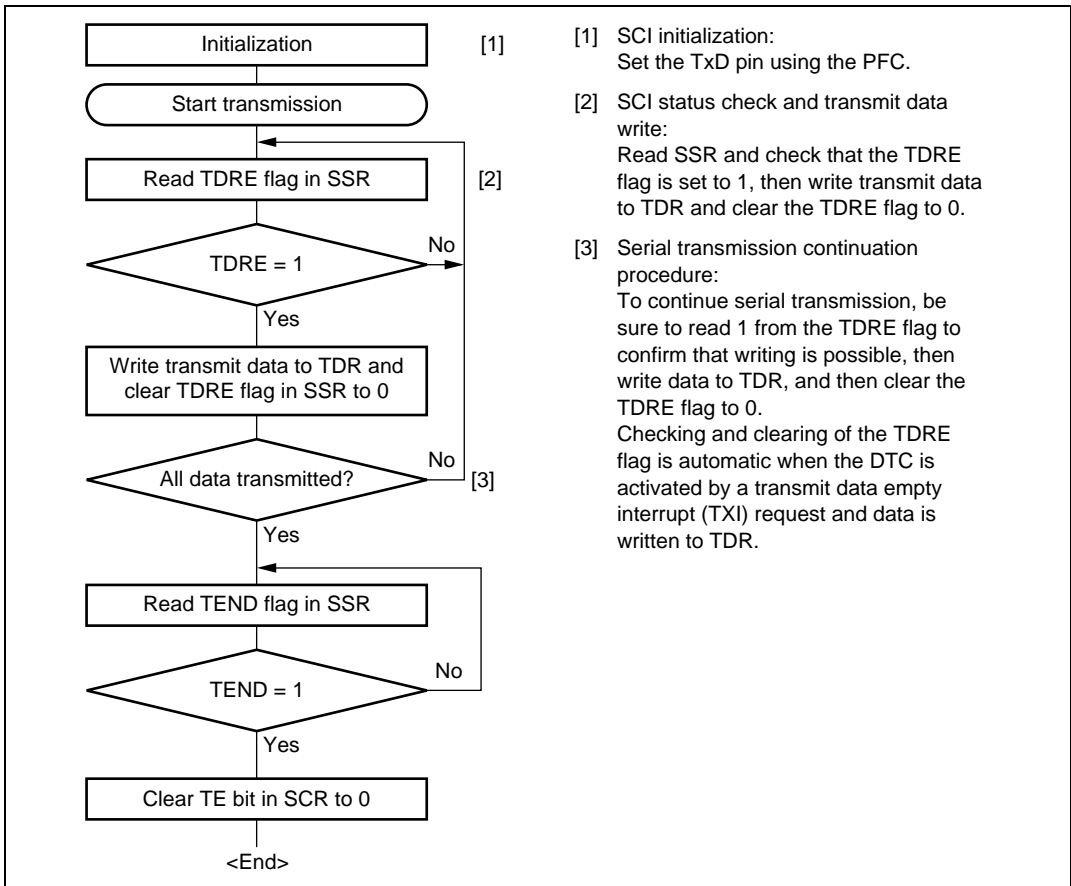 Initialization
[1]
Start transmission
Read TDRE flag in SSR
[2]
No
TDRE = 1
Yes
Write transmit data to TDR and
clear TDRE flag in SSR to 0
No
All data transmitted?
[3]
Yes
Read TEND flag in SSR
No
TEND = 1
Yes
Clear TE bit in SCR to 0
<End>
[1] SCI initialization:
Set the TxD pin using the PFC.
[2] SCI status check and transmit data
write:
Read SSR and check that the TDRE
flag is set to 1, then write transmit data
to TDR and clear the TDRE flag to 0.
[3] Serial transmission continuation
procedure:
To continue serial transmission, be
sure to read 1 from the TDRE flag to
confirm that writing is possible, then
write data to TDR, and then clear the
TDRE flag to 0.
Checking and clearing of the TDRE
flag is automatic when the DTC is
activated by a transmit data empty
interrupt (TXI) request and data is
written to TDR.